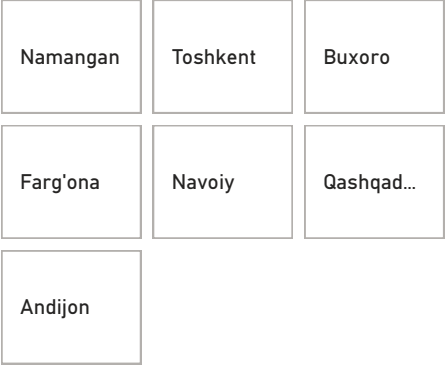 Namangan
Toshkent
Buxoro
Farg'ona
Navoiy
Qashqad...
Andijon